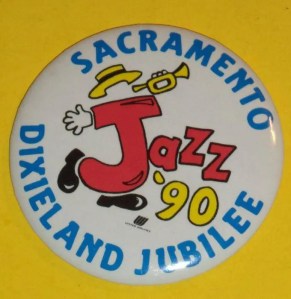 SACRAMENTO
JAZZ
'90
DIXIELAND JUBILEE